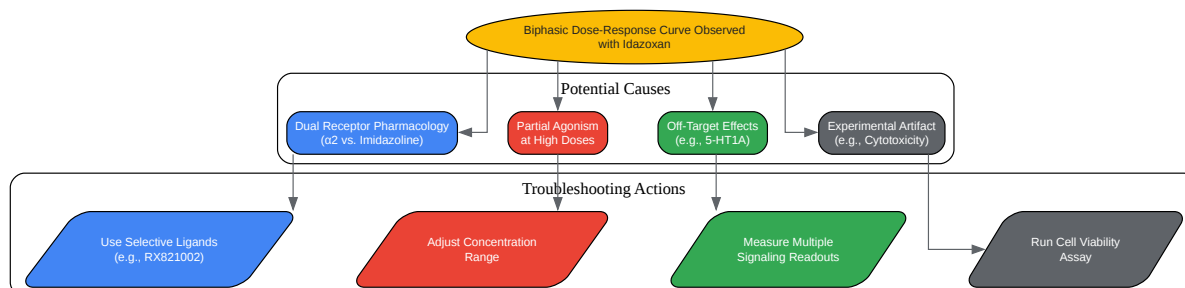 Biphasic Dose-Response Curve Observed
with Idazoxan
Potential Causes
Dual Receptor Pharmacology
(α2 vs. Imidazoline)
Partial Agonism
at High Doses
Off-Target Effects
(e.g., 5-HT1A)
Experimental Artifact
(e.g., Cytotoxicity)
Troubleshooting Actions
Use Selective Ligands
(e.g., RX821002)
Adjust Concentration
Range
Measure Multiple
Signaling Readouts
Run Cell Viability
Assay